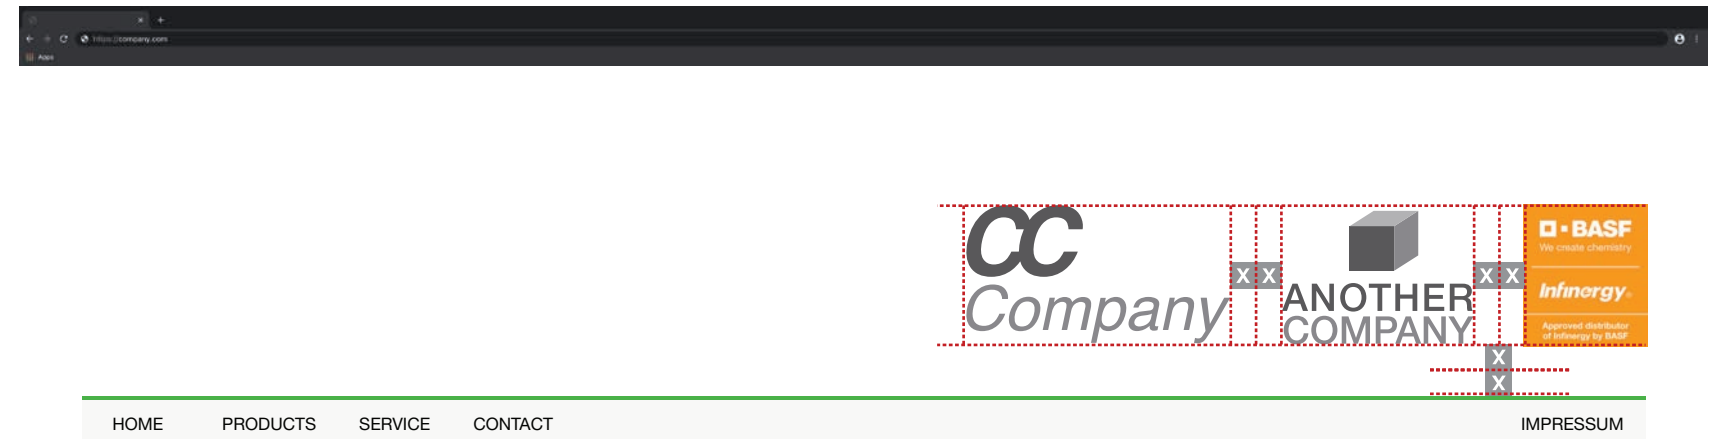 https://company.com
Apps
CC
Company
X X
ANOTHER
COMPANY
X X
BASF
We create chemistry
Infinergy®
Approved distributor
of Infinergy by BASF
X
X
HOME PRODUCTS SERVICE CONTACT IMPRESSUM